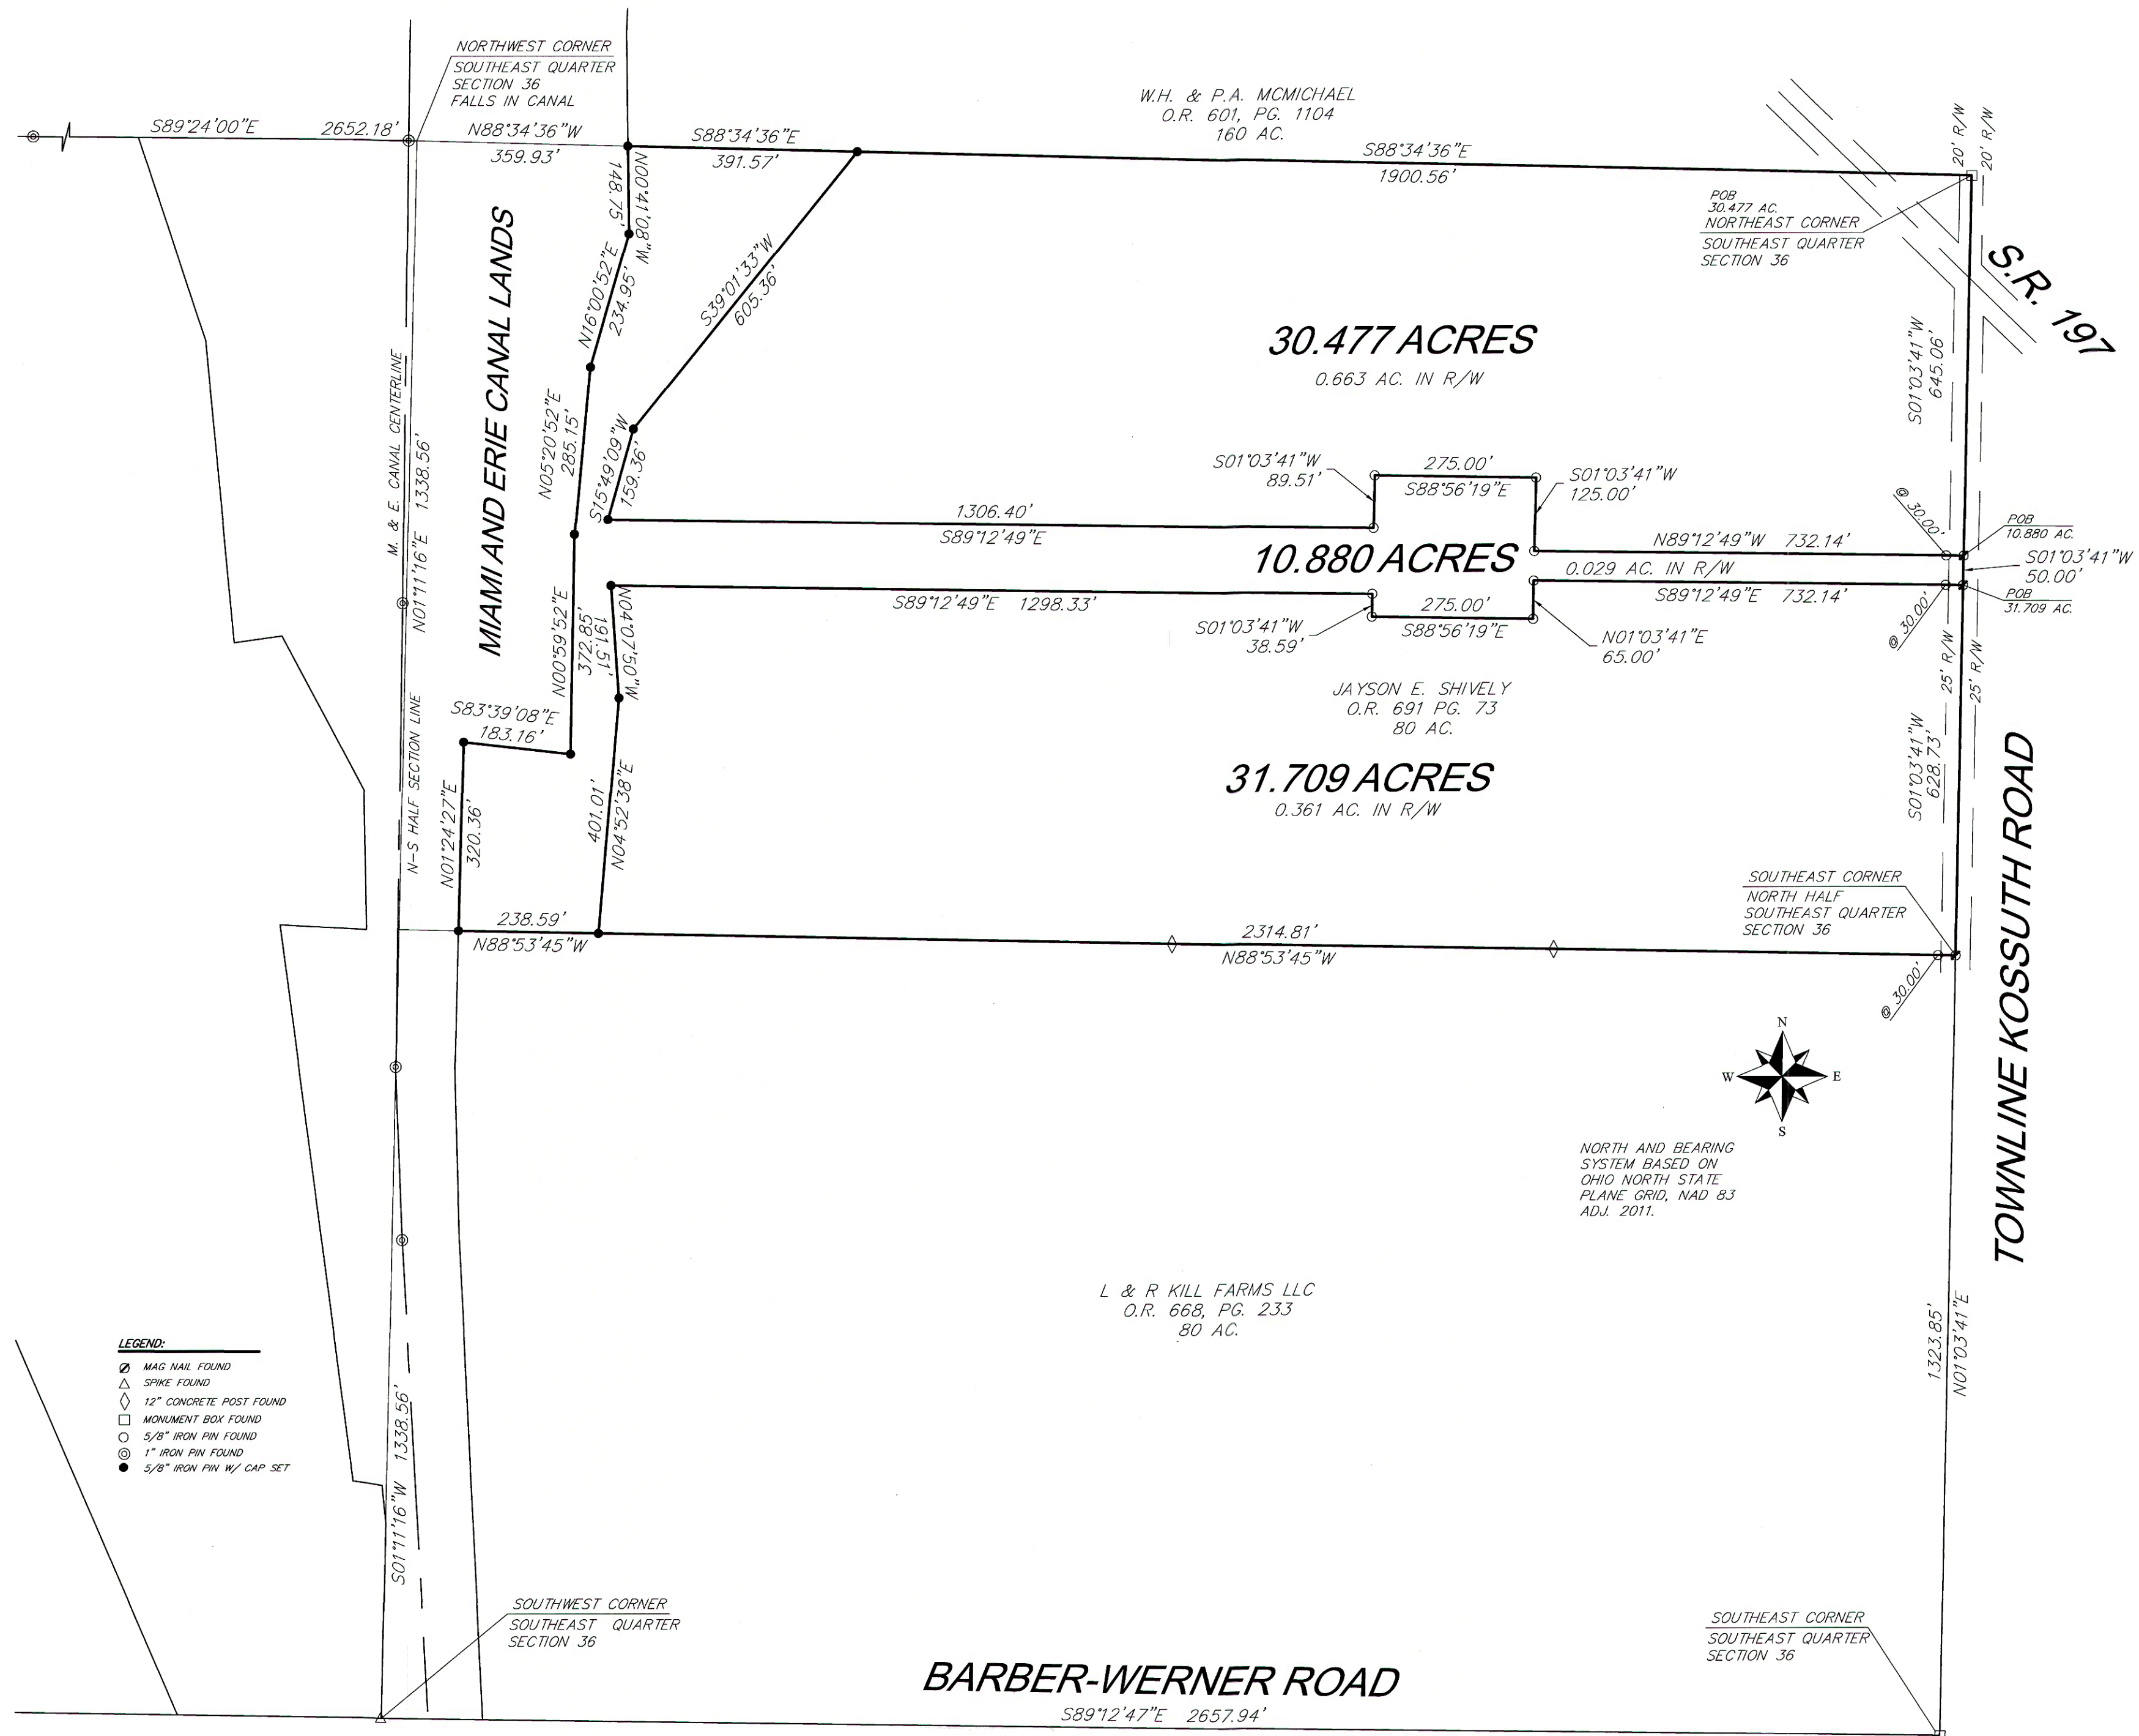 NORTHWEST CORNER
SOUTHEAST QUARTER
SECTION 36
FALLS IN CANAL
W.H. & P.A. MCMICHAEL
O.R. 601, PG. 1104
160 AC.
S89°24'00"E 2652.18'
N88°34'36"W
359.93'
S88°34'36"E
391.57'
S88°34'36"E
1900.56'
20' R/W
20' R/W
POB
30.477 AC.
NORTHEAST CORNER
SOUTHEAST QUARTER
SECTION 36
S.R. 197
N00°41'08"W
148.75'
N16°00'52"E
234.95'
S39°01'33"W
605.36'
MIAMI AND ERIE CANAL LANDS
M. & E. CANAL CENTERLINE
N01°11'16"E 1338.56'
N05°20'52"E
285.15'
S15°49'09"W
159.36'
30.477 ACRES
0.663 AC. IN R/W
S01°03'41"W
645.06'
S01°03'41"W
89.51'
275.00'
S88°56'19"E
S01°03'41"W
125.00'
1306.40'
S89°12'49"E
10.880 ACRES
N89°12'49"W 732.14'
0.029 AC. IN R/W
S89°12'49"E 732.14'
@ 30.00'
POB
10.880 AC.
S01°03'41"W
50.00'
POB
31.709 AC.
@ 30.00'
S89°12'49"E 1298.33'
S01°03'41"W
38.59'
275.00'
S88°56'19"E
N01°03'41"E
65.00'
N00°59'52"E
372.85'
N04°07'50"W
191.51'
25' R/W
25' R/W
JAYSON E. SHIVELY
O.R. 691 PG. 73
80 AC.
31.709 ACRES
0.361 AC. IN R/W
S01°03'41"W
628.73'
N-S HALF SECTION LINE
S83°39'08"E
183.16'
N01°24'27"E
320.36'
401.01'
N04°52'38"E
SOUTHEAST CORNER
NORTH HALF
SOUTHEAST QUARTER
SECTION 36
238.59'
N88°53'45"W
2314.81'
N88°53'45"W
@ 30.00'
TOWNLINE KOSSUTH ROAD
N
W
E
S
NORTH AND BEARING
SYSTEM BASED ON
OHIO NORTH STATE
PLANE GRID, NAD 83
ADJ. 2011.
L & R KILL FARMS LLC
O.R. 668, PG. 233
80 AC.
1323.85'
N01°03'41"E
LEGEND:
MAG NAIL FOUND
SPIKE FOUND
12" CONCRETE POST FOUND
MONUMENT BOX FOUND
5/8" IRON PIN FOUND
1" IRON PIN FOUND
5/8" IRON PIN W/ CAP SET
S01°11'16"W 1338.56'
SOUTHWEST CORNER
SOUTHEAST QUARTER
SECTION 36
SOUTHEAST CORNER
SOUTHEAST QUARTER
SECTION 36
BARBER-WERNER ROAD
S89°12'47"E 2657.94'